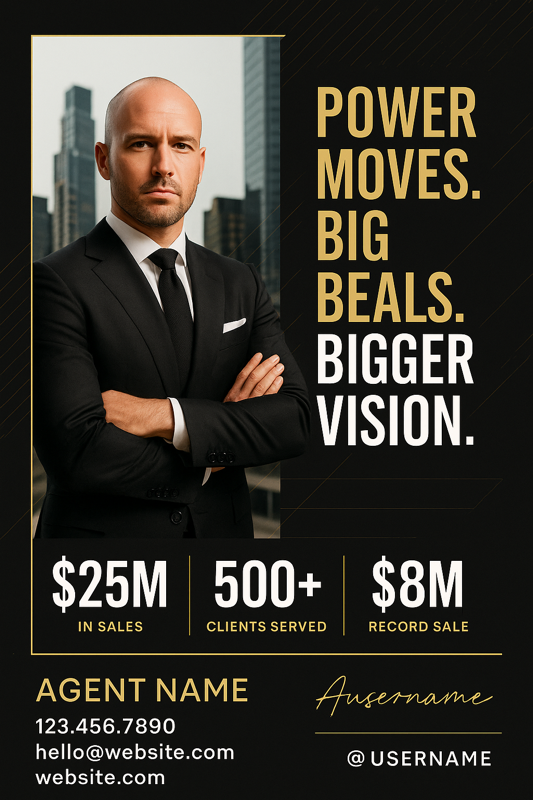 POWER
MOVES.
BIG
BEALS.
BIGGER
VISION.
$25M
IN SALES
500+
CLIENTS SERVED
$8M
RECORD SALE
AGENT NAME
123.456.7890
hello@website.com
website.com
Ausername
@USERNAME